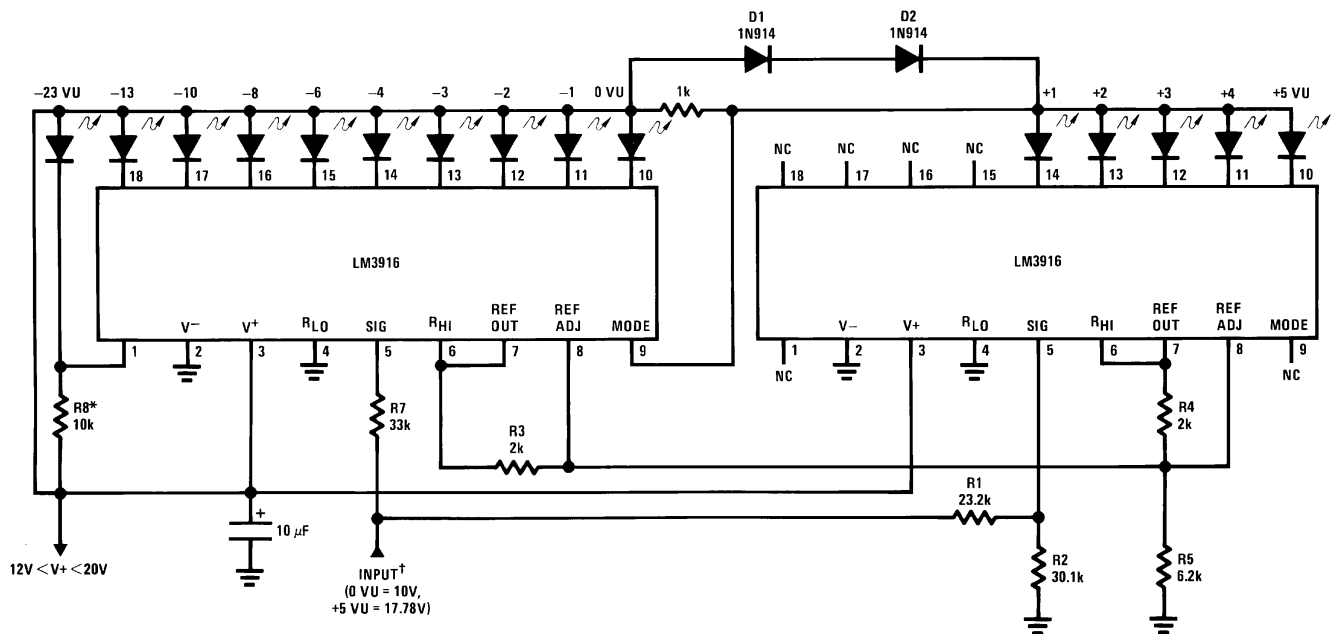 D1
1N914
D2
1N914
−23 VU
−13
−10
−8
−6
−4
−3
−2
−1
0 VU
1k
+1
+2
+3
+4
+5 VU
NC
NC
NC
NC
18
17
16
15
14
13
12
11
10
18
17
16
15
14
13
12
11
10
LM3916
LM3916
V−
V+
RLO
SIG
RHI
REF
OUT
REF
ADJ
MODE
1
2
3
4
5
6
7
8
9
V−
V+
RLO
SIG
RHI
REF
OUT
REF
ADJ
MODE
1
2
3
4
5
6
7
8
9
NC
NC
R8*
10k
R7
33k
R3
2k
R4
2k
R1
23.2k
R2
30.1k
R5
6.2k
+
10 µF
12V < V+ < 20V
INPUT†
(0 VU = 10V,
+5 VU = 17.78V)